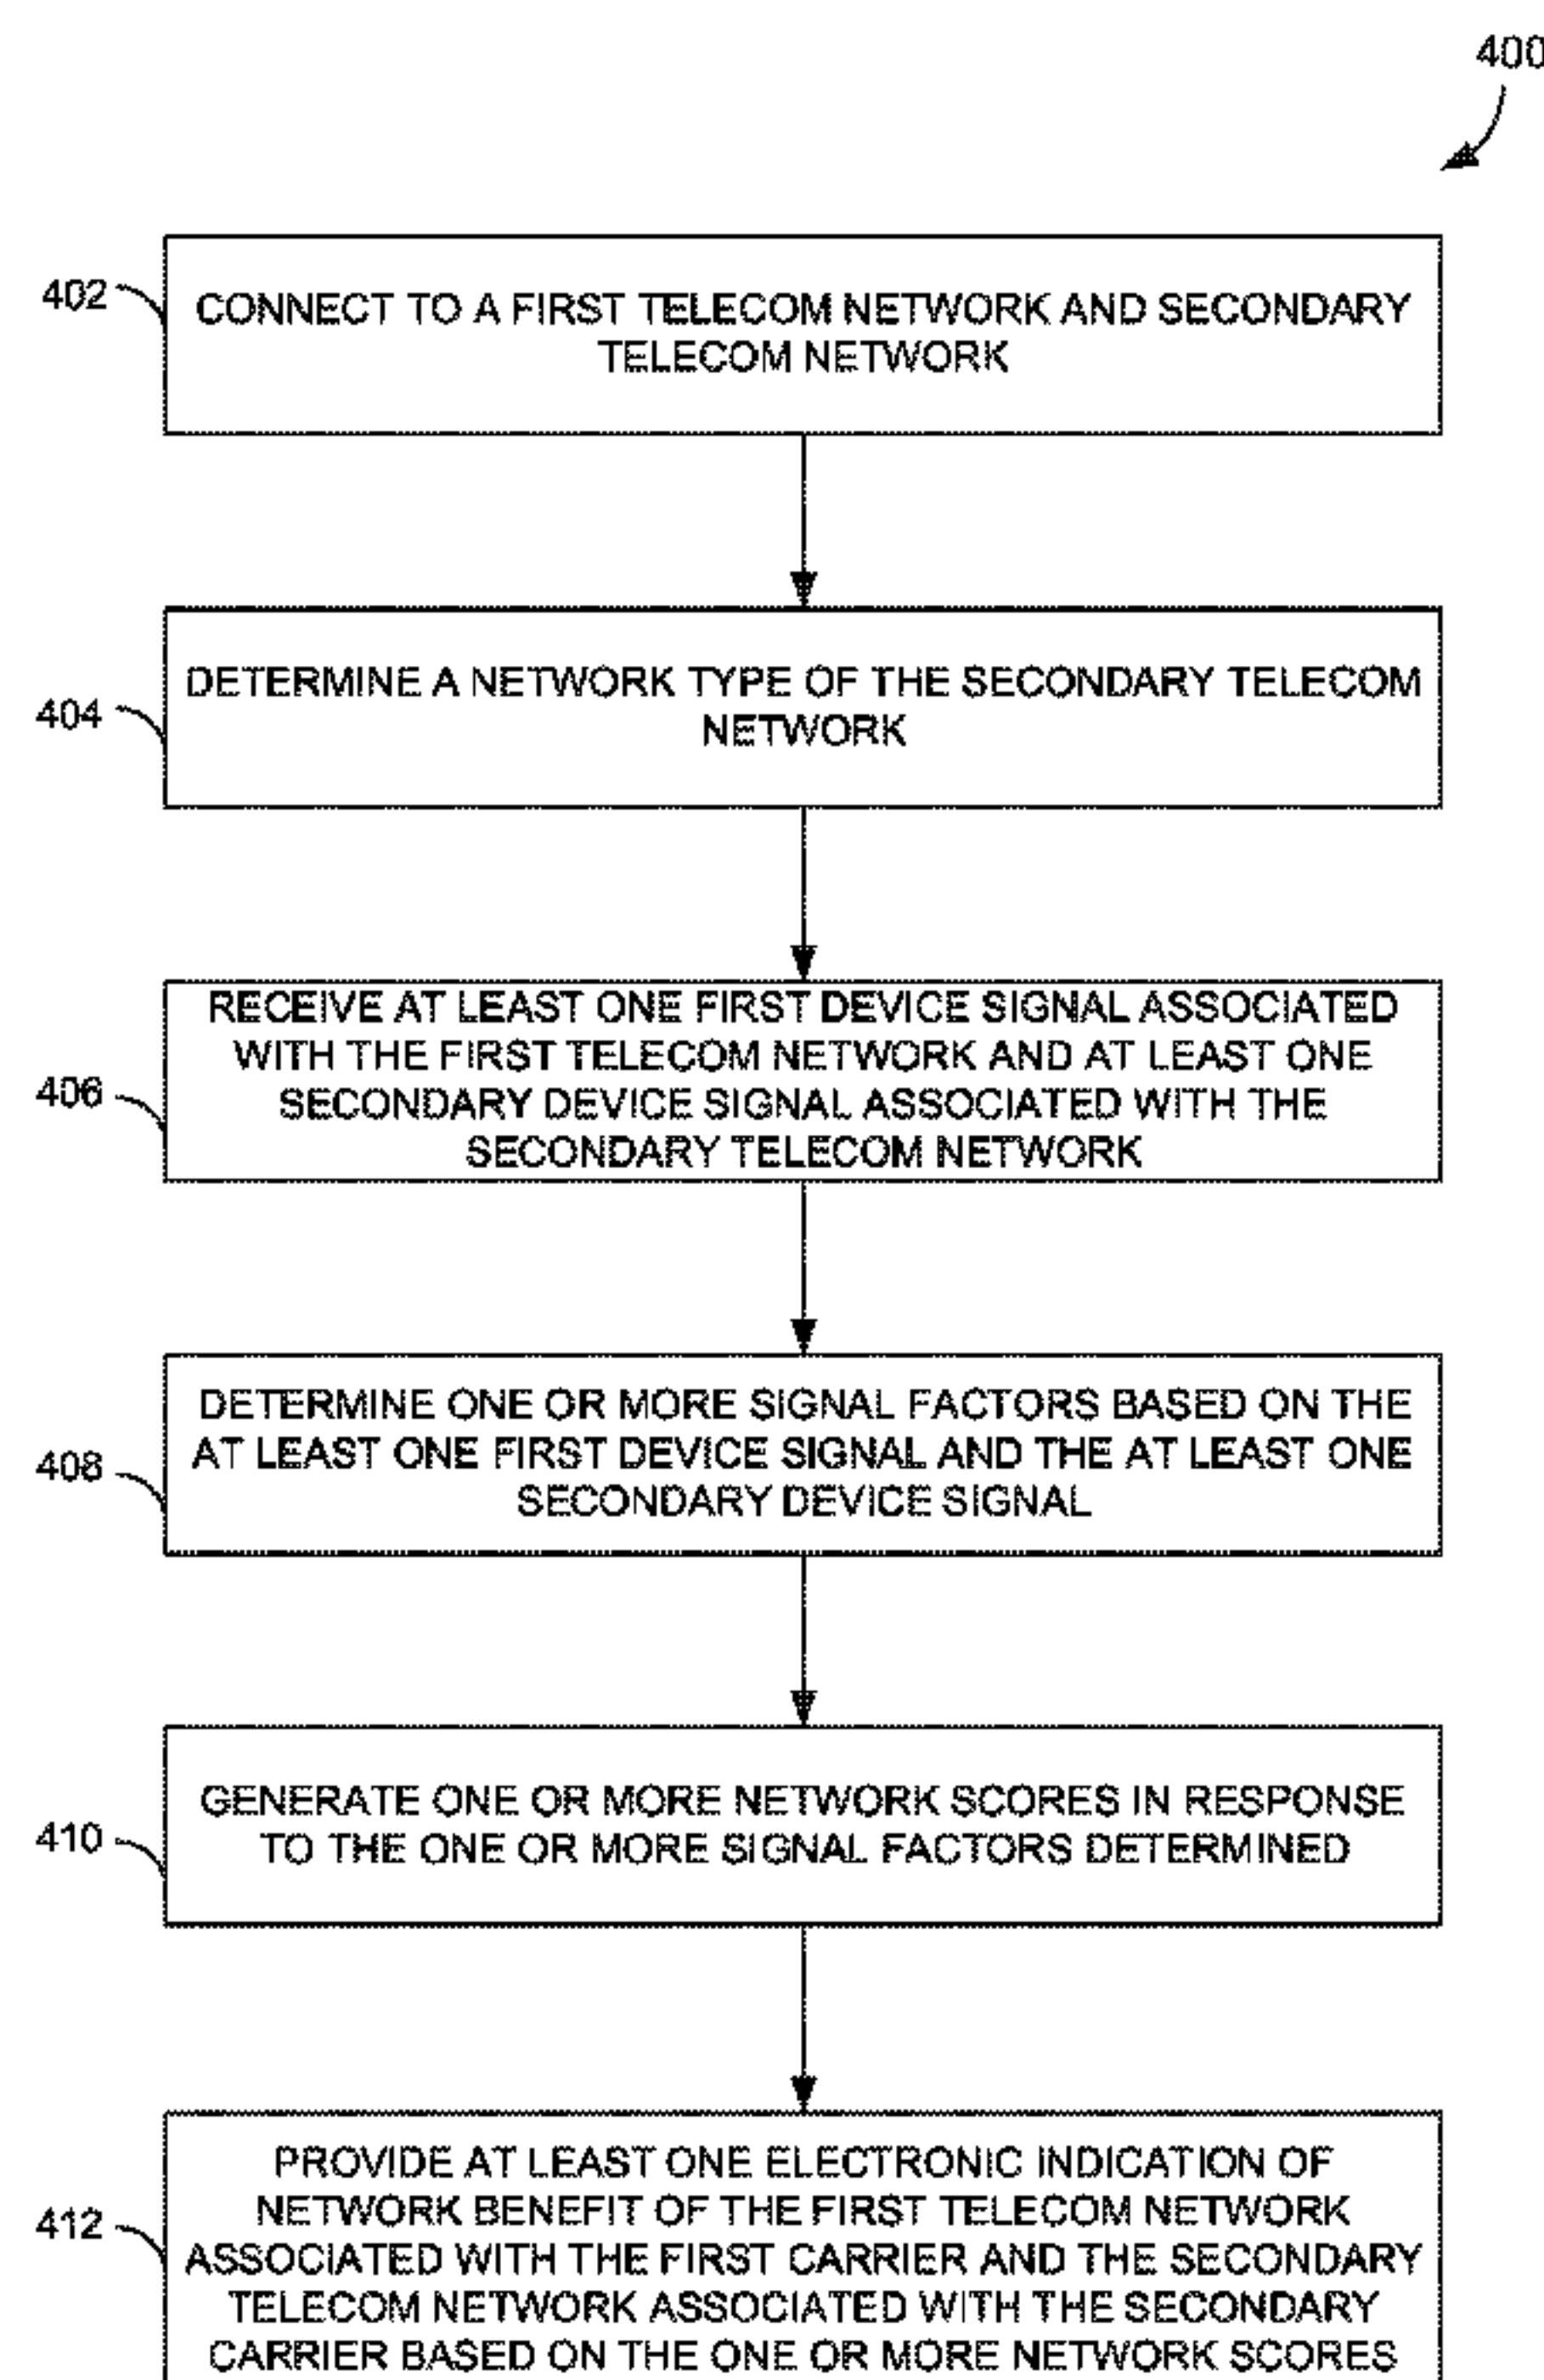 400
402
CONNECT TO A FIRST TELECOM NETWORK AND SECONDARY
TELECOM NETWORK
404
DETERMINE A NETWORK TYPE OF THE SECONDARY TELECOM
NETWORK
406
RECEIVE AT LEAST ONE FIRST DEVICE SIGNAL ASSOCIATED
WITH THE FIRST TELECOM NETWORK AND AT LEAST ONE
SECONDARY DEVICE SIGNAL ASSOCIATED WITH THE
SECONDARY TELECOM NETWORK
408
DETERMINE ONE OR MORE SIGNAL FACTORS BASED ON THE
AT LEAST ONE FIRST DEVICE SIGNAL AND THE AT LEAST ONE
SECONDARY DEVICE SIGNAL
410
GENERATE ONE OR MORE NETWORK SCORES IN RESPONSE
TO THE ONE OR MORE SIGNAL FACTORS DETERMINED
412
PROVIDE AT LEAST ONE ELECTRONIC INDICATION OF
NETWORK BENEFIT OF THE FIRST TELECOM NETWORK
ASSOCIATED WITH THE FIRST CARRIER AND THE SECONDARY
TELECOM NETWORK ASSOCIATED WITH THE SECONDARY
CARRIER BASED ON THE ONE OR MORE NETWORK SCORES